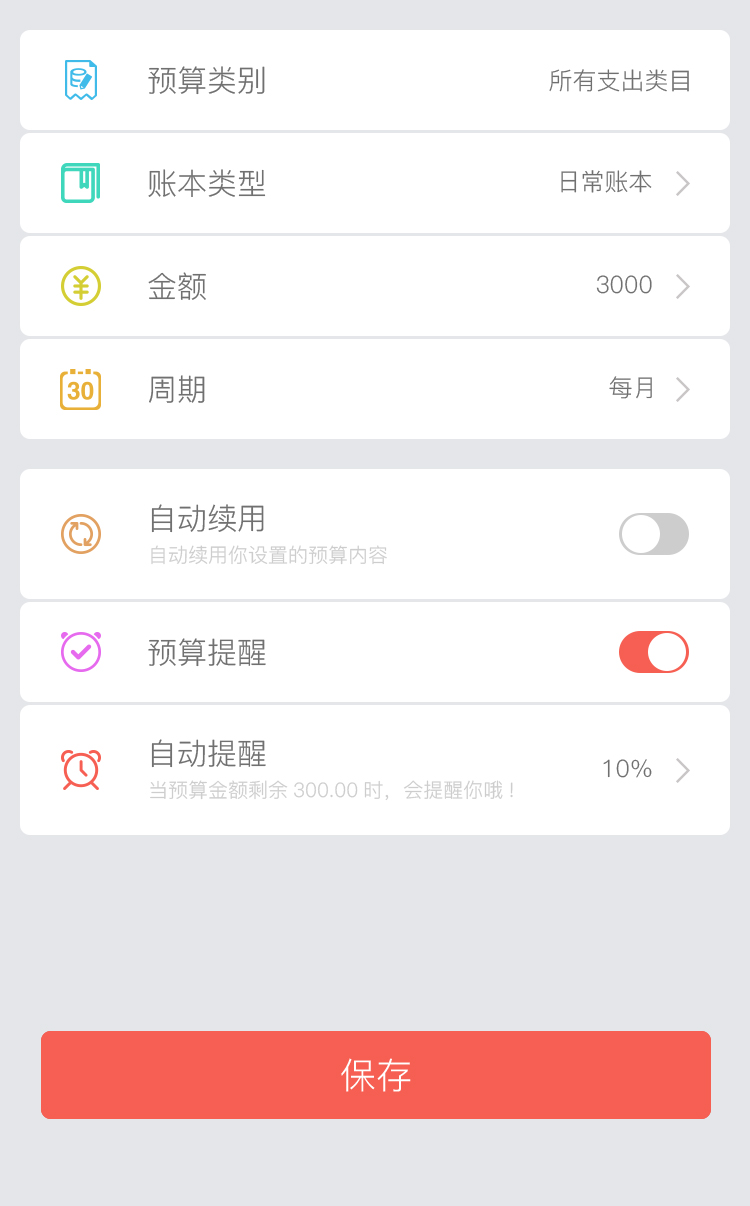 预算类别
所有支出类目
账本类型
日常账本
金额
3000
30
周期
每月
自动续用
自动续用你设置的预算内容
预算提醒
自动提醒
当预算金额剩余 300.00 时，会提醒你哦！
10%
保存